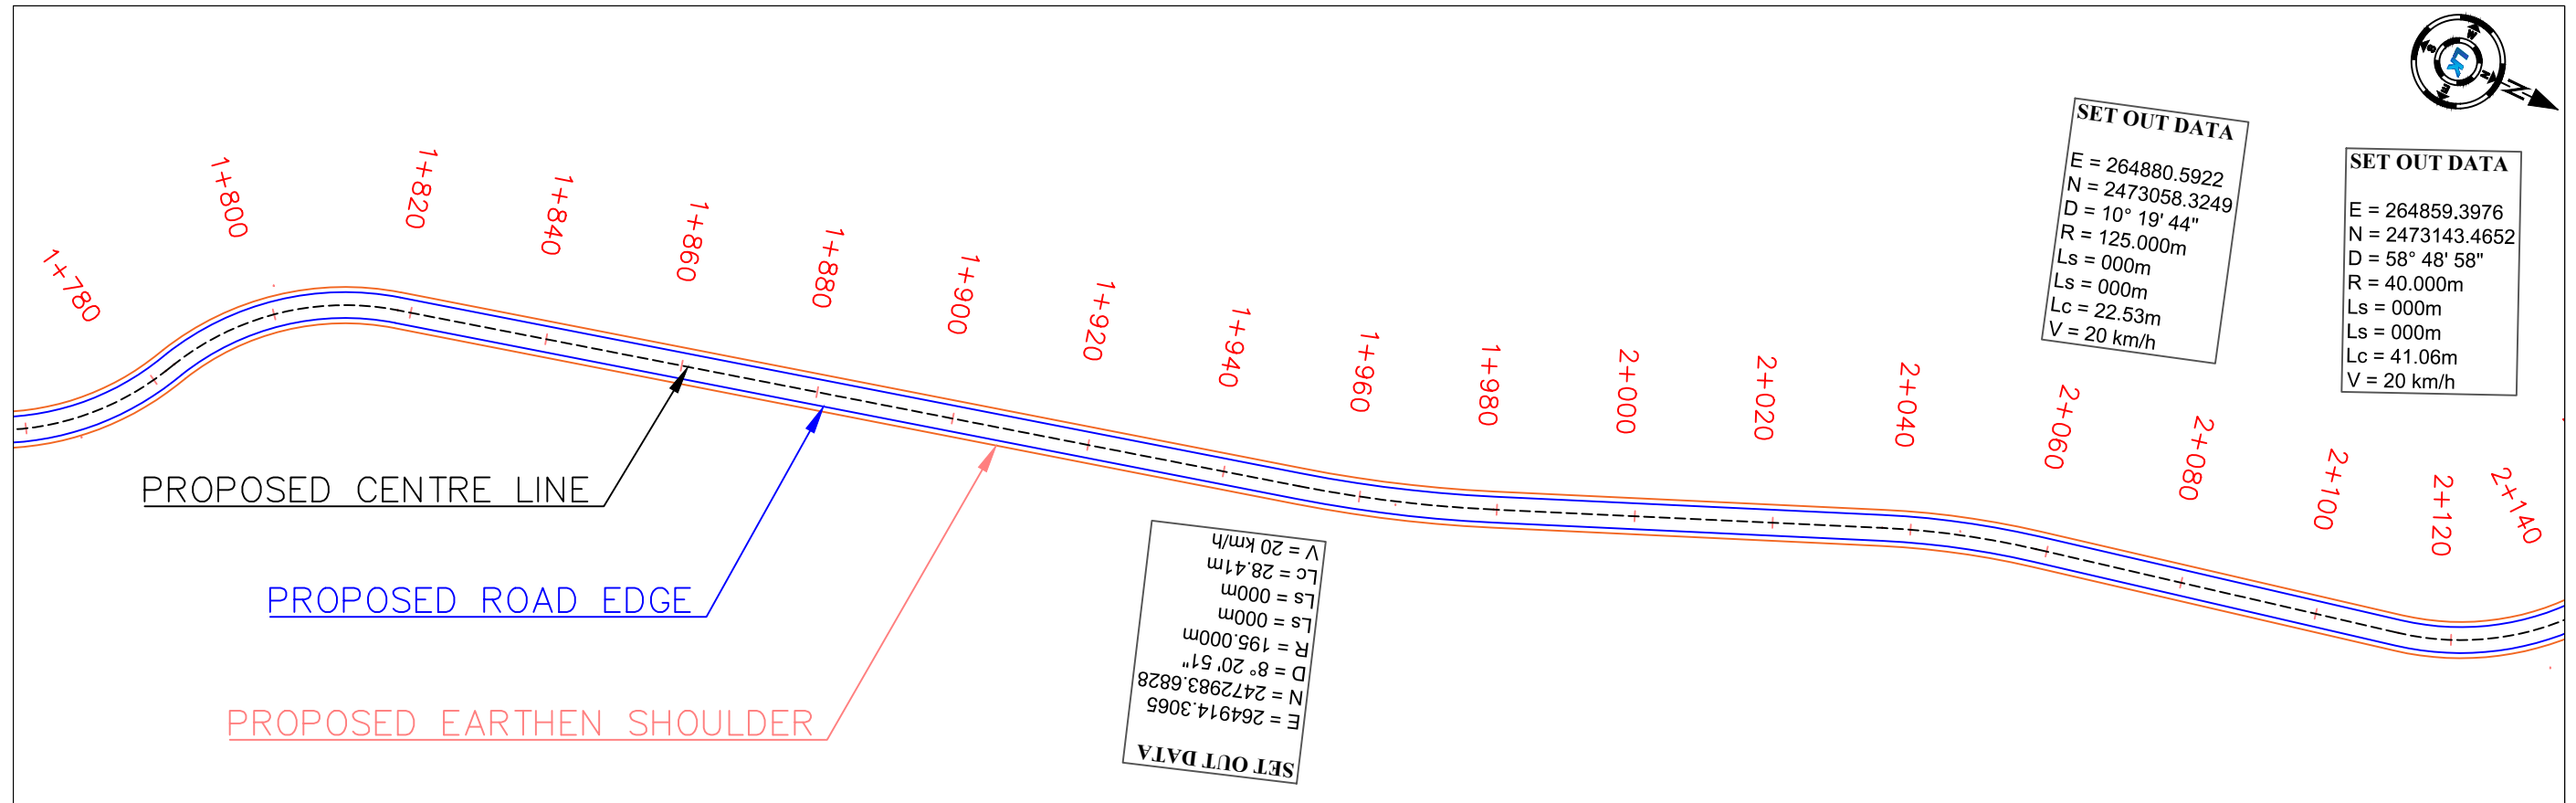 1+780
1+800
1+820
1+840
1+860
1+880
1+900
1+920
1+940
1+960
1+980
2+000
2+020
2+040
2+060
2+080
2+100
2+120
2+140
PROPOSED CENTRE LINE
PROPOSED ROAD EDGE
PROPOSED EARTHEN SHOULDER
SET OUT DATA
E = 264914.3065
N = 2472983.6828
D = 8° 20' 51"
R = 195.000m
Ls = 000m
Ls = 000m
Lc = 28.41m
V = 20 km/h
SET OUT DATA
E = 264880.5922
N = 2473058.3249
D = 10° 19' 44"
R = 125.000m
Ls = 000m
Ls = 000m
Lc = 22.53m
V = 20 km/h
SET OUT DATA
E = 264859.3976
N = 2473143.4652
D = 58° 48' 58"
R = 40.000m
Ls = 000m
Ls = 000m
Lc = 41.06m
V = 20 km/h
W
S
N
N